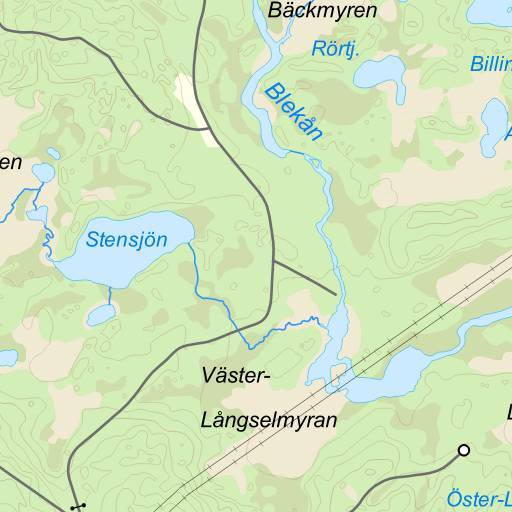 Bäckmyren
Rörtj.
Billin
Blekån
en
Stensjön
Väster-
Långselmyran
Öster-L